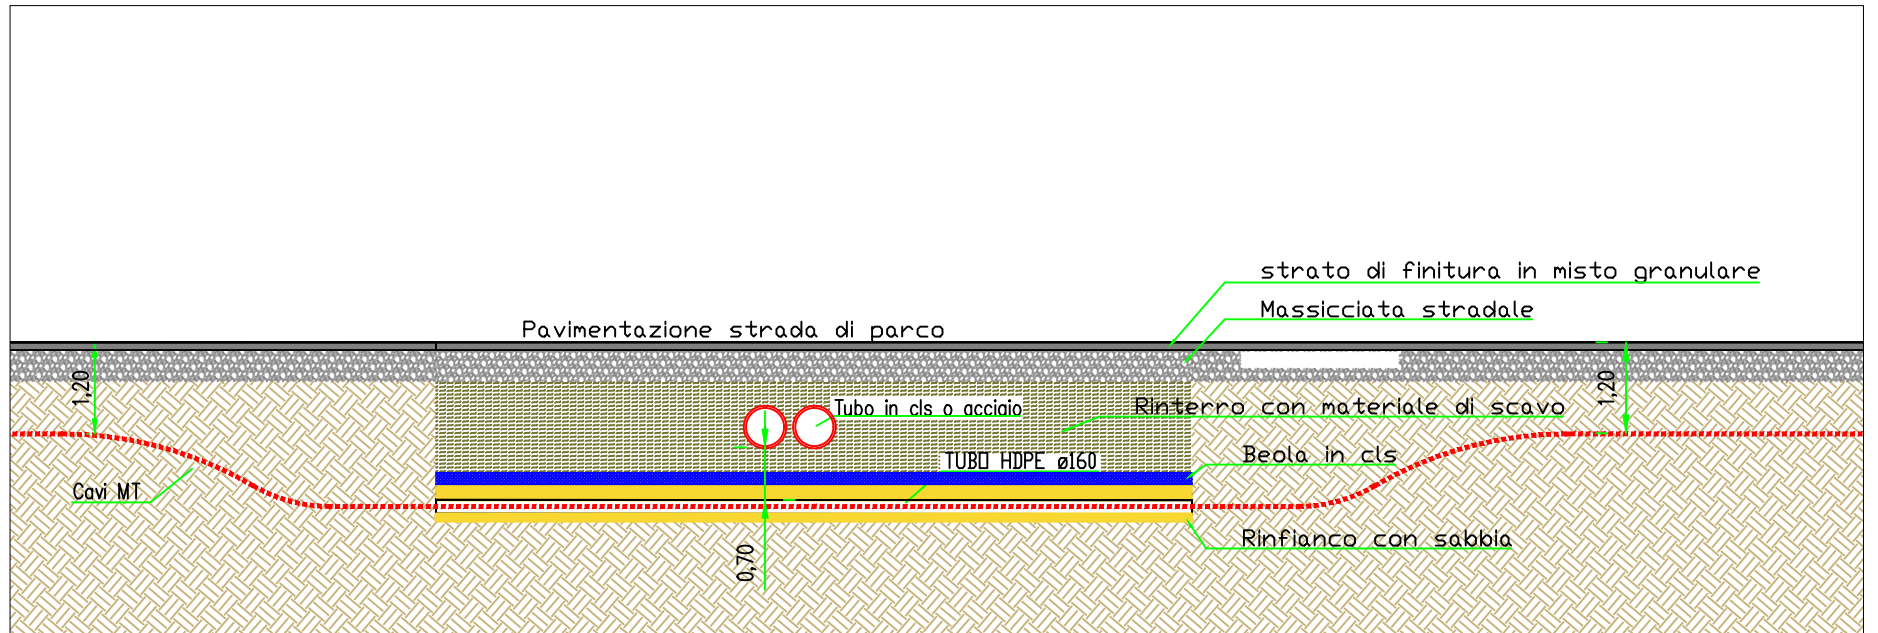 strato di finitura in misto granulare
Massicciata stradale
Pavimentazione strada di parco
1,20
1,20
Tubo in cls o acciaio
Rinterro con materiale di scavo
TUBO HDPE ø160
Beola in cls
Cavi MT
Rinfianco con sabbia
0,70